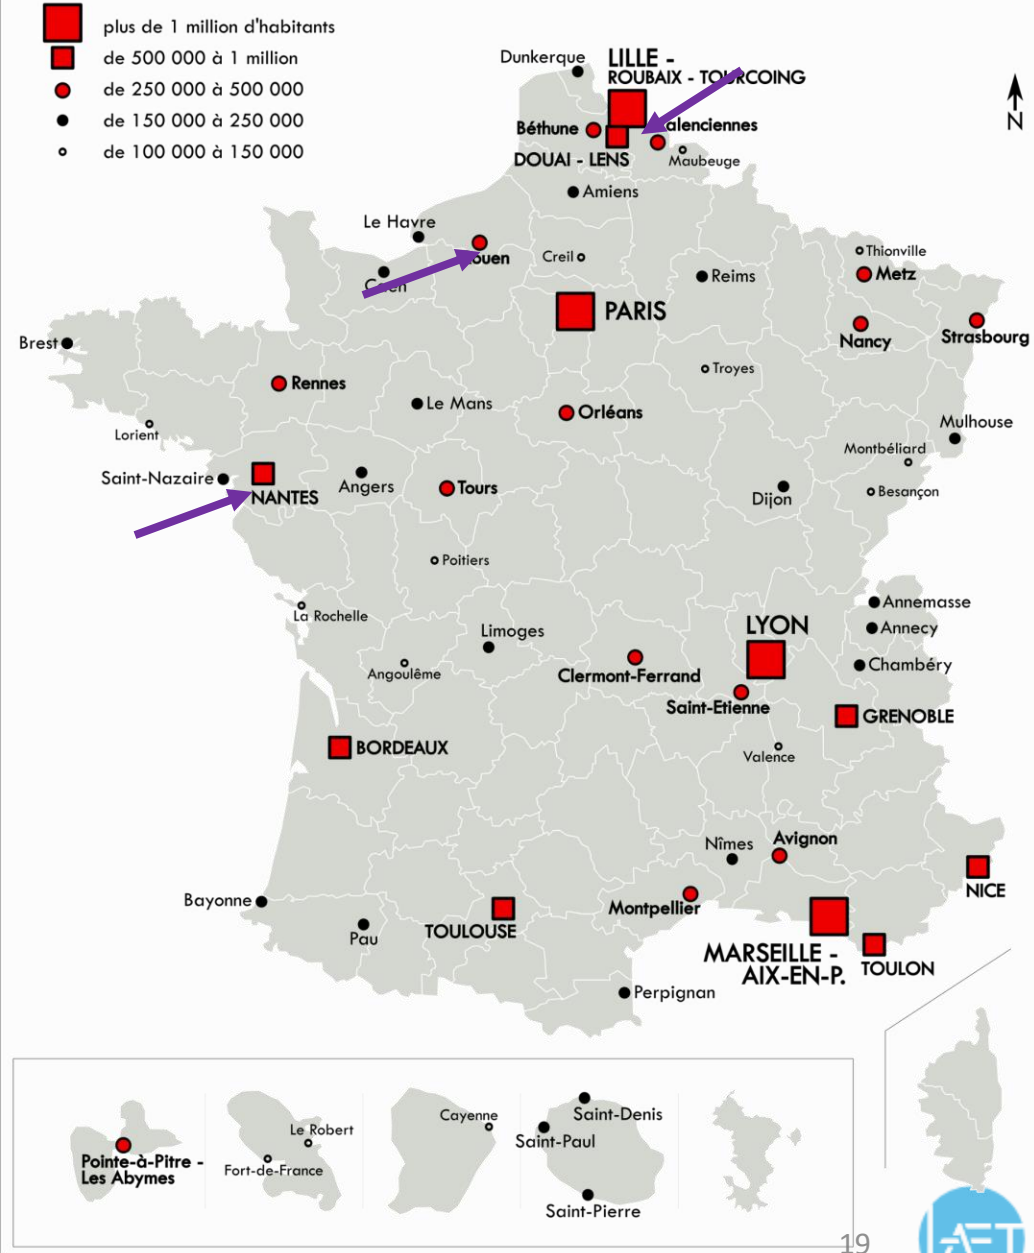 plus de 1 million d'habitants
de 500 000 à 1 million
de 250 000 à 500 000
de 150 000 à 250 000
de 100 000 à 150 000
Dunkerque
LILLE -
ROUBAIX - TOURCOING
N
Béthune
alenciennes
DOUAI - LENS
Maubeuge
Amiens
Le Havre
ouen
Creil
Thionville
Caen
Reims
Metz
PARIS
Brest
Nancy
Strasbourg
Troyes
Rennes
Le Mans
Orléans
Lorient
Mulhouse
Montbéliard
Saint-Nazaire
NANTES
Angers
Tours
Dijon
Besançon
Poitiers
La Rochelle
Annemasse
LYON
Annecy
Limoges
Angoulême
Clermont-Ferrand
Chambéry
Saint-Etienne
GRENOBLE
BORDEAUX
Valence
Nîmes
Avignon
NICE
Bayonne
Montpellier
TOULOUSE
Pau
MARSEILLE -
AIX-EN-P.
TOULON
Perpignan
Pointe-à-Pitre -
Les Abymes
Le Robert
Fort-de-France
Cayenne
Saint-Denis
Saint-Paul
Saint-Pierre
19
AET